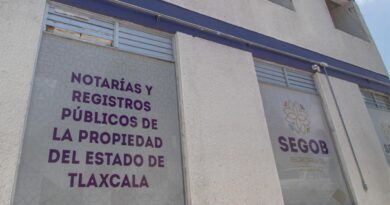 NOTARÍAS Y
REGISTROS
PÚBLICOS DE
LA PROPIEDAD
DEL ESTADO DE
TLAXCALA
SEGOB